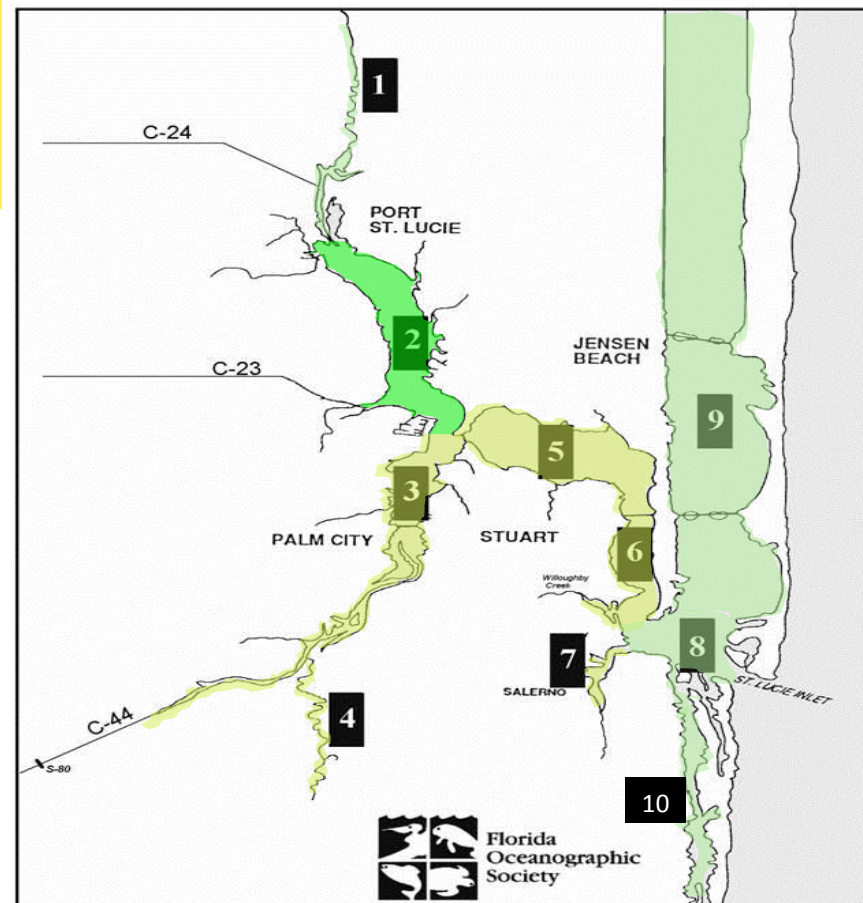 1
C-24
PORT
ST. LUCIE
2
JENSEN
BEACH
C-23
9
5
3
PALM CITY
STUART
6
Willoughby
Creek
7
8
SALERNO
ST. LUCIE INLET
4
C-44
S-80
10
Florida
Oceanographic
Society